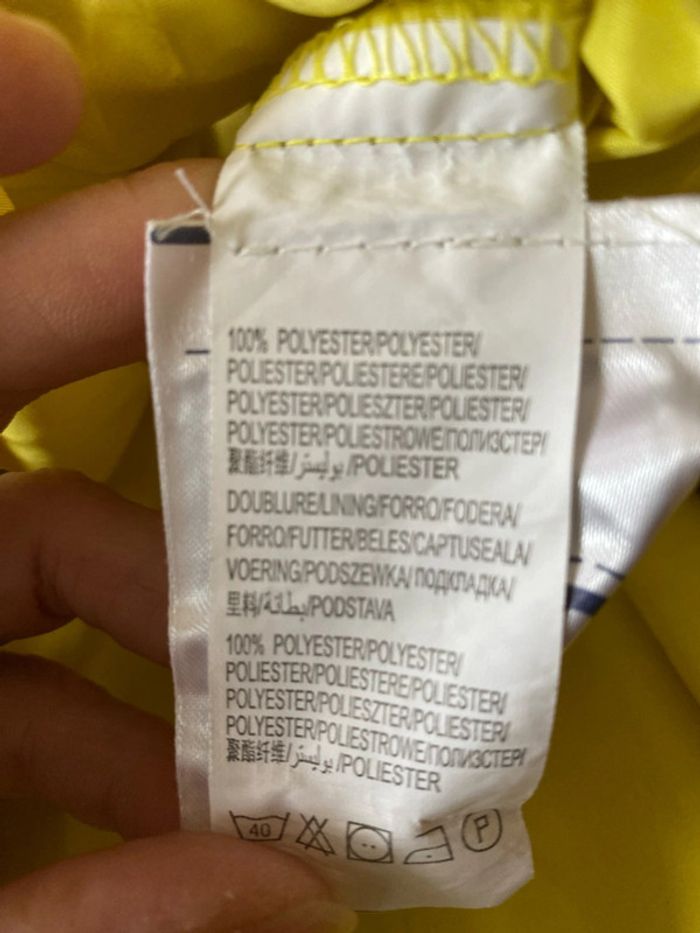 100% POLYESTER/POLYESTER/
POLIESTER/POLIESTERE/POLIESTER/
POLYESTER/POLIESZTER/POLIESTER/
POLYESTER/POLIESTROWE/ПОЛИЭСТЕР/
聚酯纤维/بوليستر/POLIESTER
DOUBLURE/LINING/FORRO/FODERA/
FORRO/FUTTER/BELES/CAPTUSEALA/
VOERING/PODSZEWKA/ПОДКЛАДКА/
里料/بطانة/PODSTAVA
100% POLYESTER/POLYESTER/
POLIESTER/POLIESTERE/POLIESTER/
POLYESTER/POLIESZTER/POLIESTER/
POLYESTER/POLIESTROWE/ПОЛИЭСТЕР/
聚酯纤维/بوليستر/POLIESTER
40 P